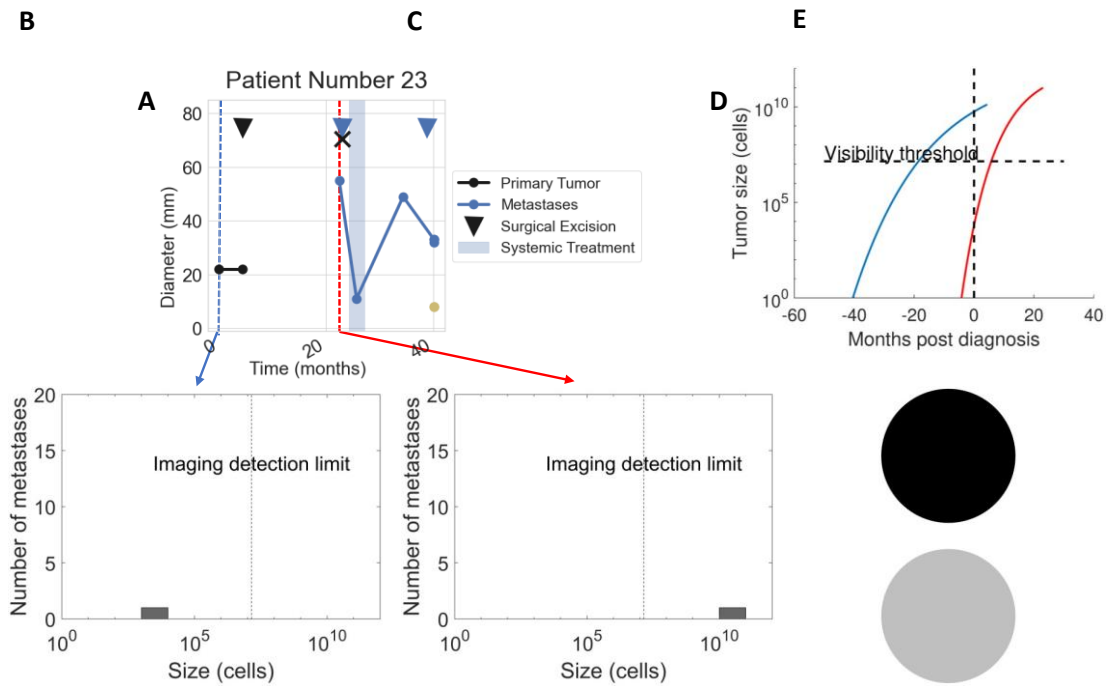 B
C
E
A
Patient Number 23
80
60
40
20
0
Diameter (mm)
0
20
40
Time (months)
Primary Tumor
Metastases
Surgical Excision
Systemic Treatment
D
10^10
10^5
10^0
Tumor size (cells)
Visibility threshold
-60
-40
-20
0
20
40
Months post diagnosis
20
15
10
5
0
Number of metastases
Imaging detection limit
10^0
10^5
10^10
Size (cells)
20
15
10
5
0
Number of metastases
Imaging detection limit
10^0
10^5
10^10
Size (cells)